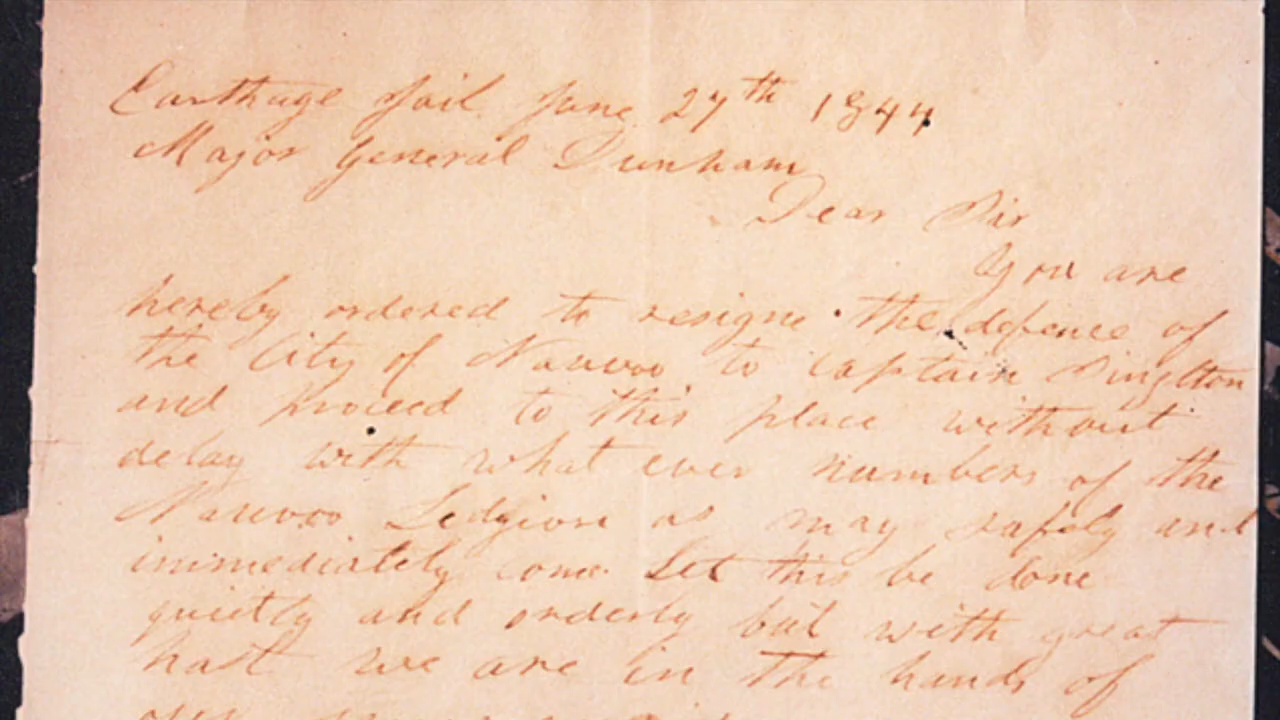 Carthage Jail June 27th 1844
Major General Dunham
Dear Sir
You are
hereby ordered to resigne the defence of
the City of Nauvoo to Captain Singlton
and proceed to this place without
delay with what ever numbers of the
Nauvoo Ledgion as may safely and
immediately come Let this be done
quietly and orderly but with great
hast we are in the hands of